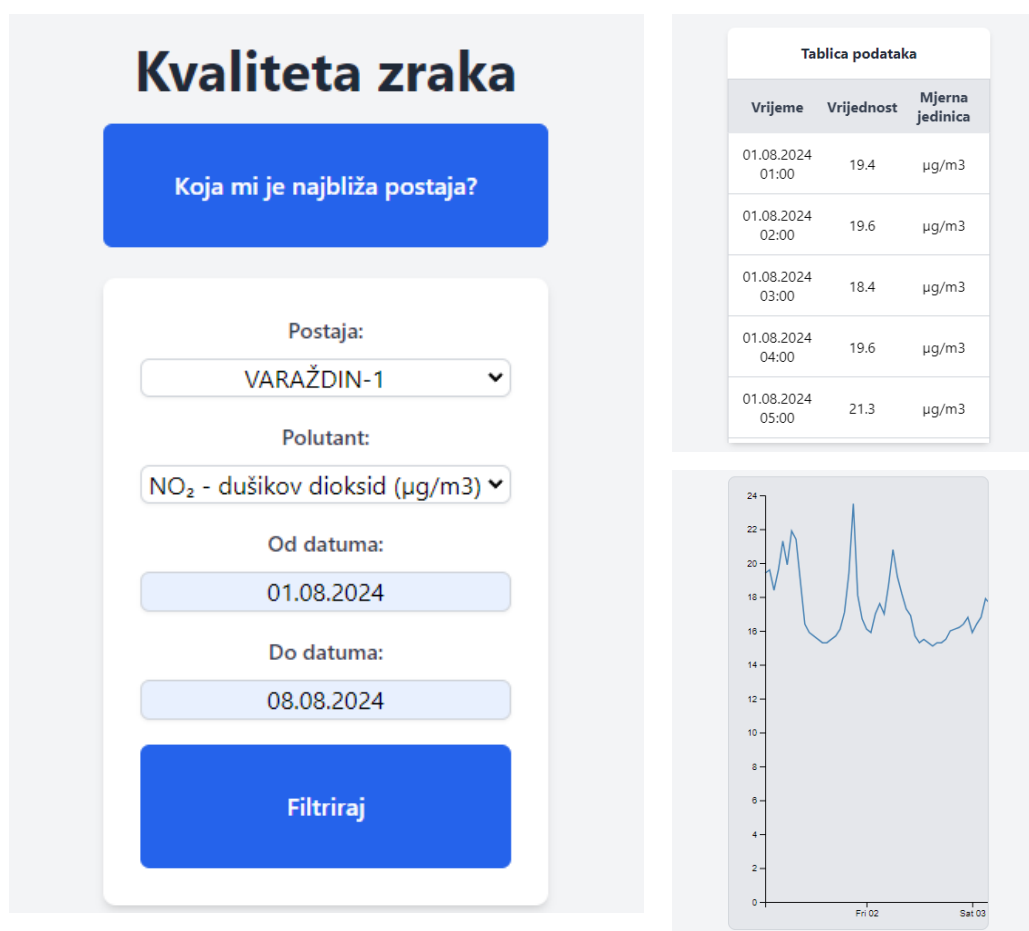 Kvaliteta zraka
Koja mi je najbliža postaja?
Postaja:
VARAŽDIN-1
Polutant:
NO₂ - dušikov dioksid (µg/m3)
Od datuma:
01.08.2024
Do datuma:
08.08.2024
Filtriraj
Tablica podataka
Vrijeme Vrijednost Mjerna jedinica
01.08.2024 01:00 19.4 µg/m3
01.08.2024 02:00 19.6 µg/m3
01.08.2024 03:00 18.4 µg/m3
01.08.2024 04:00 19.6 µg/m3
01.08.2024 05:00 21.3 µg/m3
24
22
20
18
16
14
12
10
8
6
4
2
0
Fri 02 Sat 03